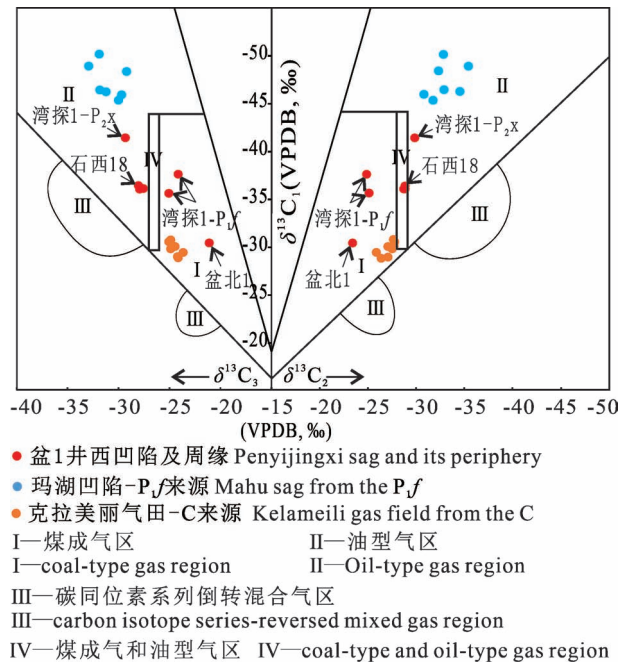 -50
-45
-40
-35
-30
-25
-20
δ¹³C₁(VPDB, ‰)
II
湾探1-P₂x
石西18
IV
III
湾探1-P₁f
I
盆北1
III
II
湾探1-P₂x
IV
石西18
III
湾探1-P₁f
I
盆北1
III
δ¹³C₃ δ¹³C₂
-40 -35 -30 -25 -20 -15 -20 -25 -30 -35 -40 -45 -50
(VPDB, ‰)
盆1井西凹陷及周缘 Penyijingxi sag and its periphery
玛湖凹陷-P₁f来源 Mahu sag from the P₁f
克拉美丽气田-C来源 Kelameili gas field from the C
I—煤成气区 II—油型气区
I—coal-type gas region II—Oil-type gas region
III—碳同位素系列倒转混合气区
III—carbon isotope series-reversed mixed gas region
IV—煤成气和油型气区 IV—coal-type and oil-type gas region